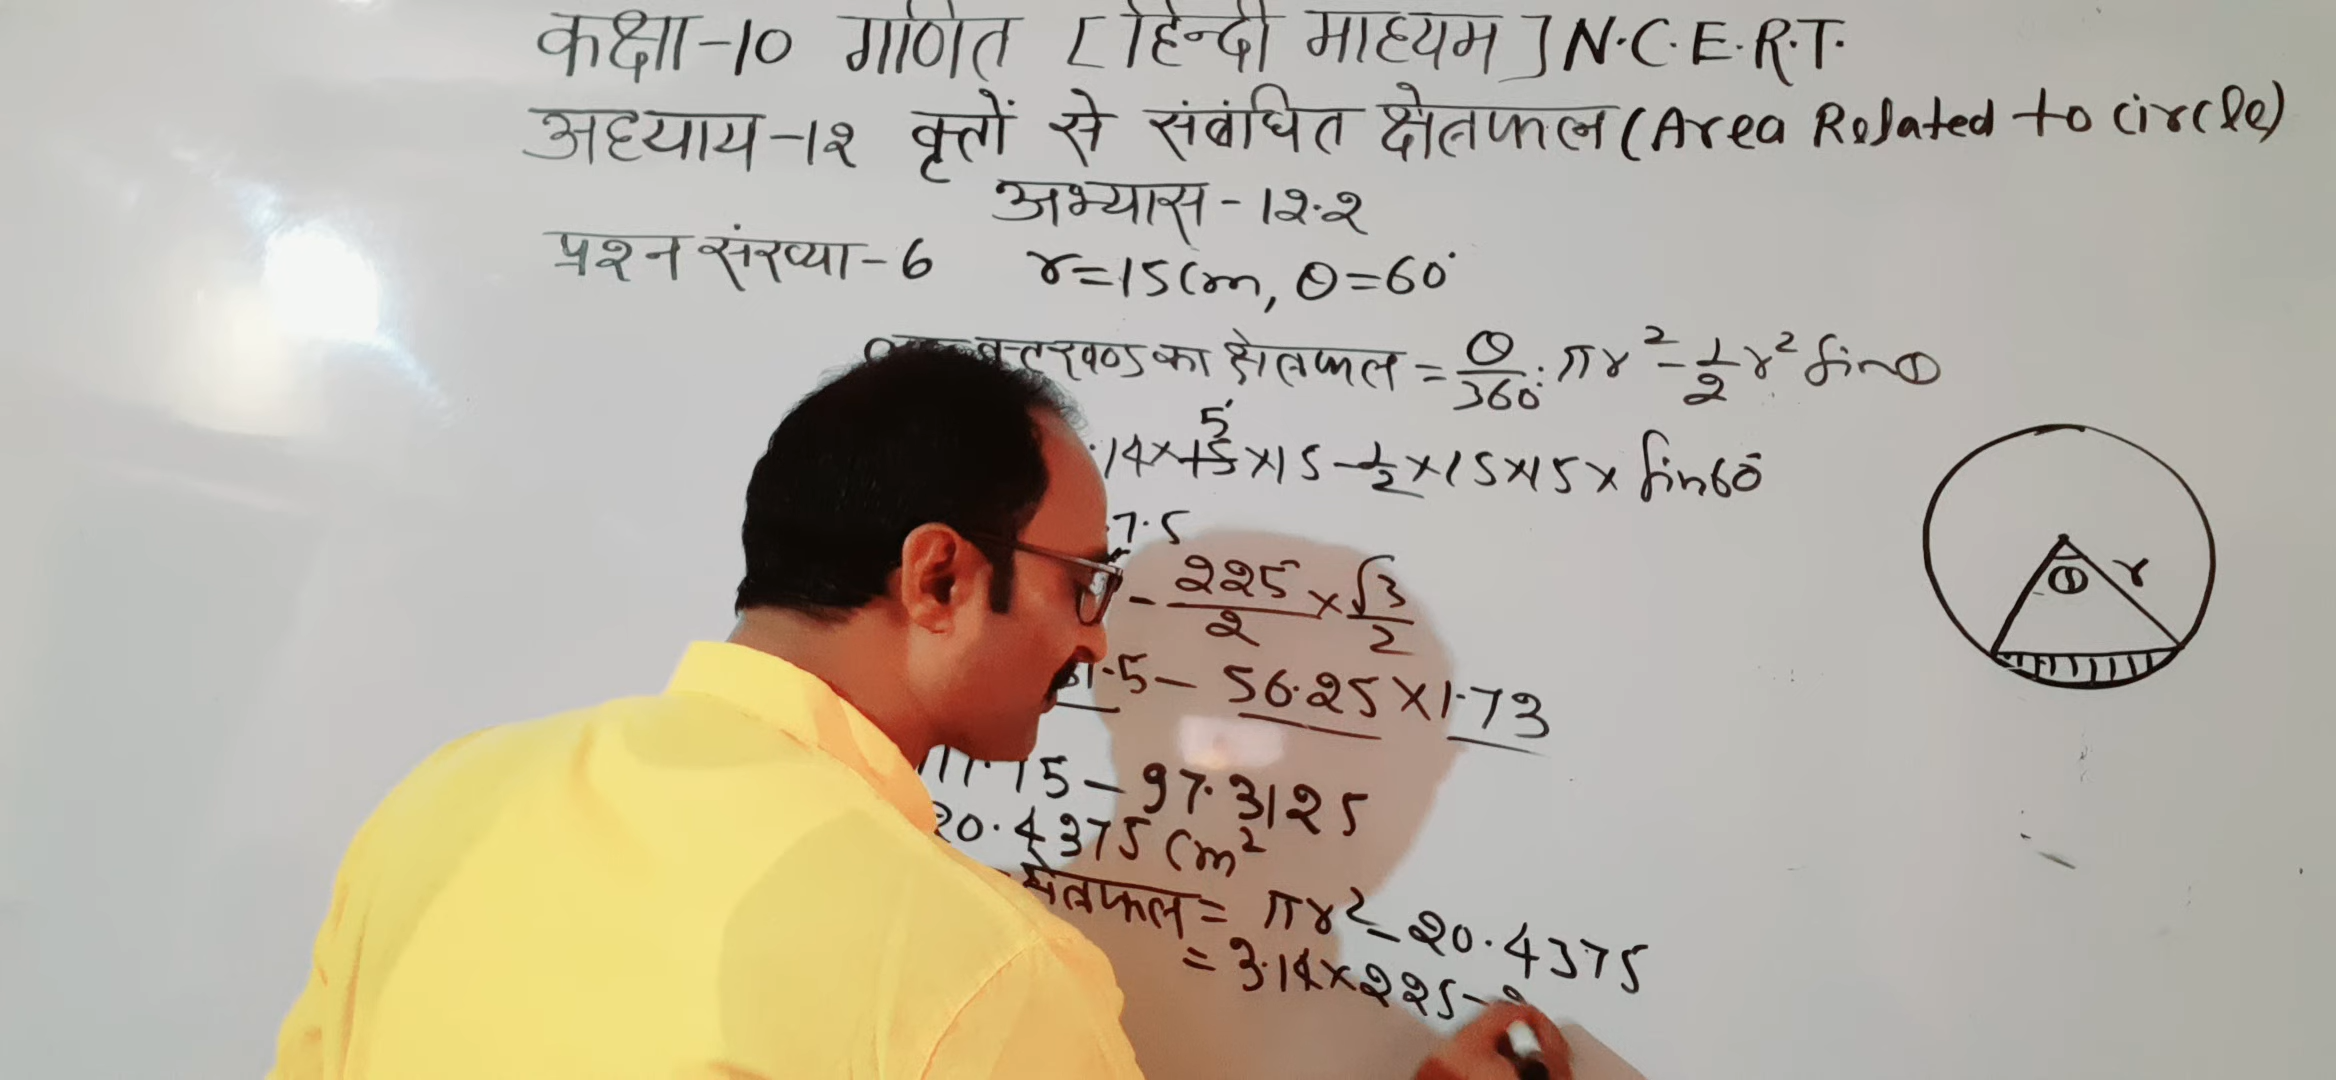 कक्षा-10 गणित [हिन्दी माध्यम] N.C.E.R.T.
अध्याय-12 वृत्तों से संबंधित क्षेत्रफल (Area Related to circle)
अभ्यास-12.2
प्रश्न संख्या-6 r=15cm, θ=60°
वृत्तखण्ड का क्षेत्रफल = θ/360° · πr² - 1/2 r² sinθ
5
.14×15×15 - 1/2 ×15×15× sin60°
7.5
- 225/2 × √3/2
1.5 - 56.25 × 1.73
117.75 - 97.3125
20.4375 cm²
क्षेत्रफल = πr² - 20.4375
= 3.14×225 -
θ r